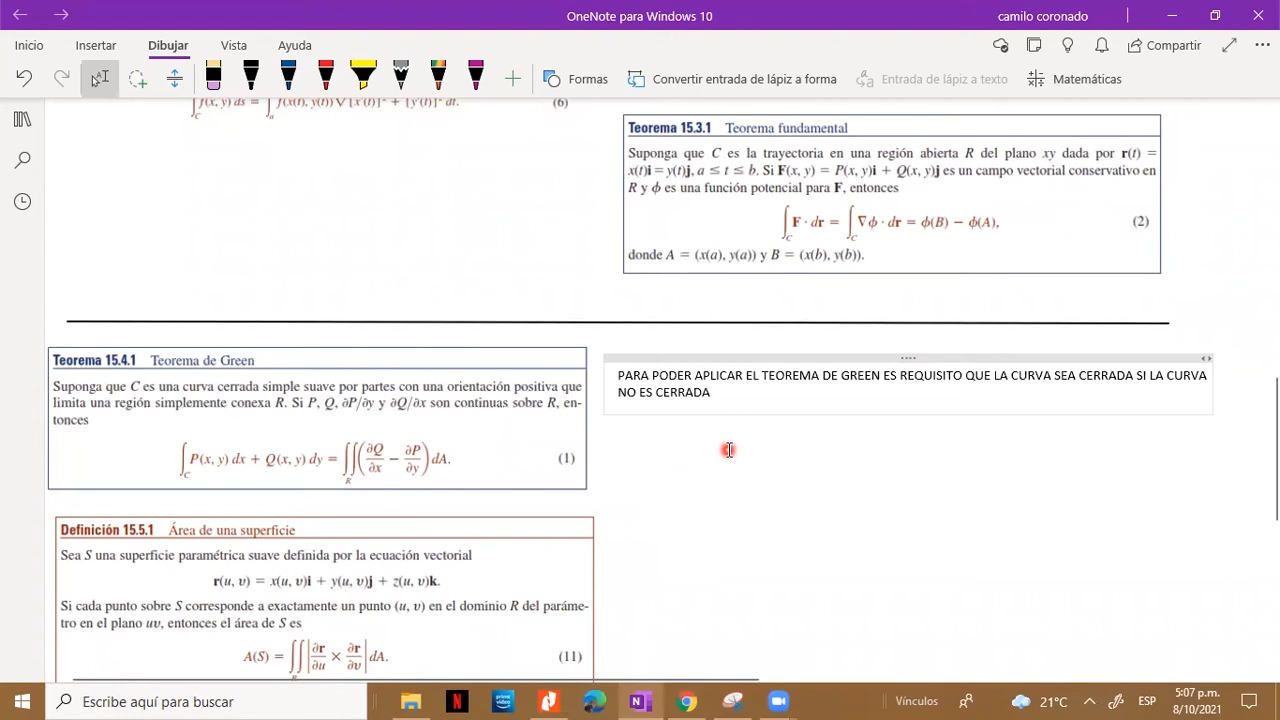 OneNote para Windows 10
camilo coronado
Inicio
Insertar
Dibujar
Vista
Ayuda
Compartir
Formas
Convertir entrada de lápiz a forma
Entrada de lápiz a texto
Matemáticas
(6)
Teorema 15.3.1 Teorema fundamental
Suponga que C es la trayectoria en una región abierta R del plano xy dada por r(t) =
x(t)i = y(t)j, a ≤ t ≤ b. Si F(x, y) = P(x, y)i + Q(x, y)j es un campo vectorial conservativo en
R y ϕ es una función potencial para F, entonces
∫_C F · dr = ∫_C ∇ϕ · dr = ϕ(B) − ϕ(A), (2)
donde A = (x(a), y(a)) y B = (x(b), y(b)).
Teorema 15.4.1 Teorema de Green
Suponga que C es una curva cerrada simple suave por partes con una orientación positiva que
limita una región simplemente conexa R. Si P, Q, ∂P/∂y y ∂Q/∂x son continuas sobre R, en-
tonces
∫_C P(x, y) dx + Q(x, y) dy = ∬_R (∂Q/∂x − ∂P/∂y) dA. (1)
PARA PODER APLICAR EL TEOREMA DE GREEN ES REQUISITO QUE LA CURVA SEA CERRADA SI LA CURVA
NO ES CERRADA
Definición 15.5.1 Área de una superficie
Sea S una superficie paramétrica suave definida por la ecuación vectorial
r(u, v) = x(u, v)i + y(u, v)j + z(u, v)k.
Si cada punto sobre S corresponde a exactamente un punto (u, v) en el dominio R del paráme-
tro en el plano uv, entonces el área de S es
A(S) = ∬_R |∂r/∂u × ∂r/∂v| dA. (11)
Escribe aquí para buscar
Vínculos
21°C
ESP
5:07 p.m.
8/10/2021